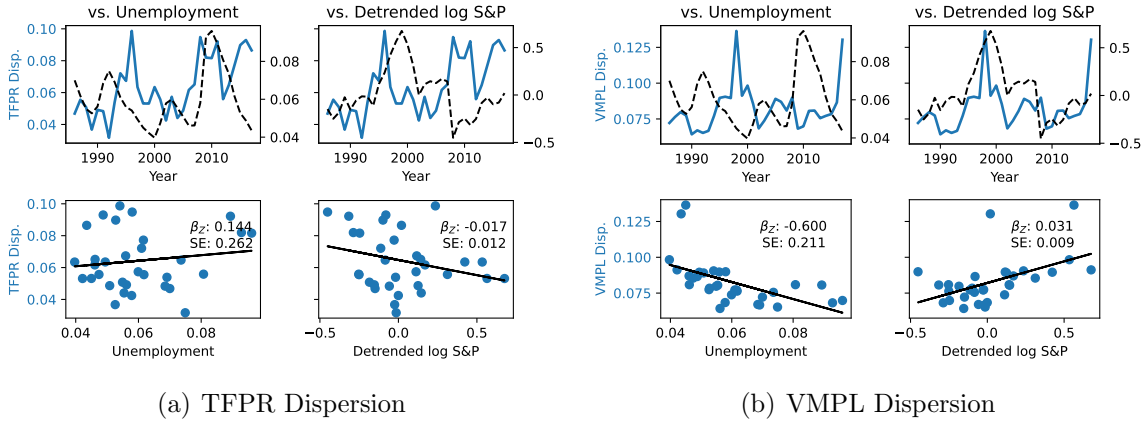 vs. Unemployment
vs. Detrended log S&P
vs. Unemployment
vs. Detrended log S&P
TFPR Disp.
0.10
0.08
0.06
0.04
0.08
0.06
0.04
0.5
0.0
−0.5
1990
2000
2010
Year
1990
2000
2010
Year
VMPL Disp.
0.125
0.100
0.075
0.08
0.06
0.04
0.5
0.0
−0.5
1990
2000
2010
Year
1990
2000
2010
Year
TFPR Disp.
0.10
0.08
0.06
0.04
βZ: 0.144
SE: 0.262
0.04
0.06
0.08
Unemployment
βZ: -0.017
SE: 0.012
−0.5
0.0
0.5
Detrended log S&P
VMPL Disp.
0.125
0.100
0.075
βZ: -0.600
SE: 0.211
0.04
0.06
0.08
Unemployment
βZ: 0.031
SE: 0.009
−0.5
0.0
0.5
Detrended log S&P
(a) TFPR Dispersion
(b) VMPL Dispersion